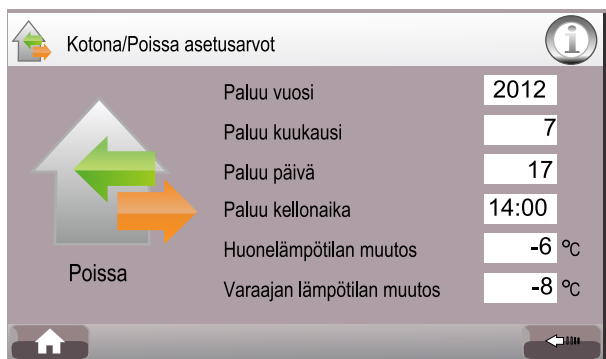 Kotona/Poissa asetusarvot
Paluu vuosi 2012
Paluu kuukausi 7
Paluu päivä 17
Paluu kellonaika 14:00
Huonelämpötilan muutos -6 °C
Varaajan lämpötilan muutos -8 °C
Poissa